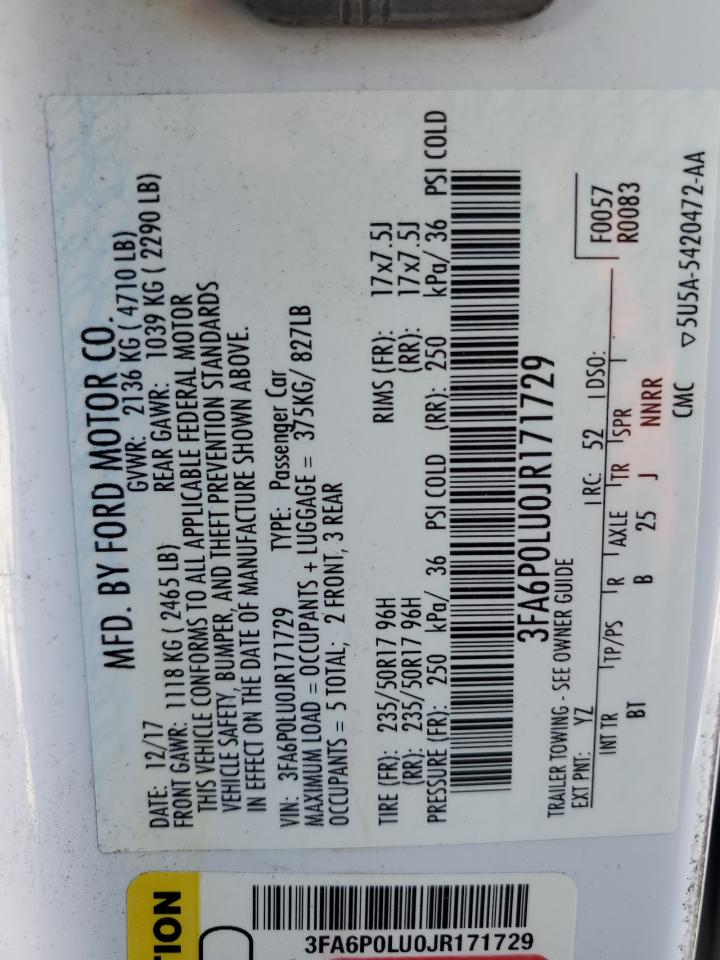 MFD. BY FORD MOTOR CO.
DATE: 12/17 GVWR: 2136 KG ( 4710 LB)
FRONT GAWR: 1118 KG ( 2465 LB) REAR GAWR: 1039 KG ( 2290 LB)
THIS VEHICLE CONFORMS TO ALL APPLICABLE FEDERAL MOTOR
VEHICLE SAFETY, BUMPER, AND THEFT PREVENTION STANDARDS
IN EFFECT ON THE DATE OF MANUFACTURE SHOWN ABOVE.
VIN: 3FA6P0LU0JR171729 TYPE: Passenger Car
MAXIMUM LOAD = OCCUPANTS + LUGGAGE = 375KG/ 827LB
OCCUPANTS = 5 TOTAL; 2 FRONT, 3 REAR
TIRE (FR): 235/50R17 96H RIMS (FR): 17x7.5J
(RR): 235/50R17 96H (RR): 17x7.5J
PRESSURE (FR): 250 kPa/ 36 PSI COLD (RR): 250 kPa/ 36 PSI COLD
3FA6P0LU0JR171729
TRAILER TOWING - SEE OWNER GUIDE
EXT PNT: YZ RC: 52 DSO: F0057
R0083
INT TR TP/PS R AXLE TR SPR
BT B 25 J NNRR
CMC ▽5U5A-5420472-AA
3FA6P0LU0JR171729